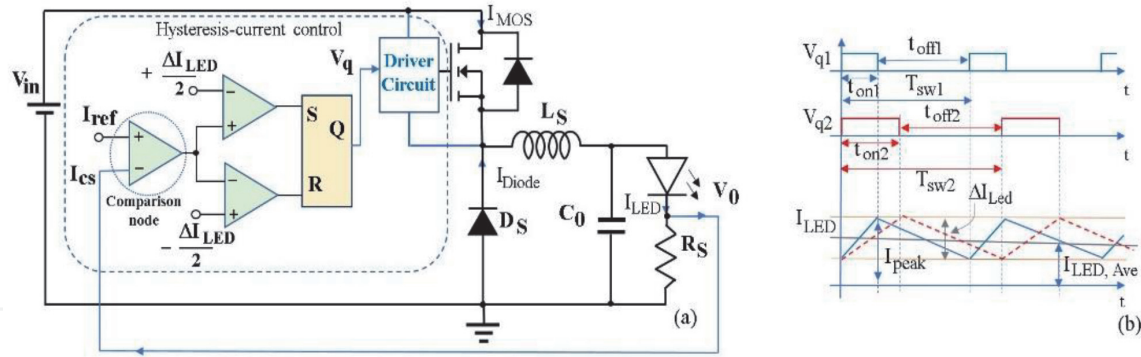 Hysteresis-current control
I_MOS
V_in
+ ΔI_LED / 2
V_q
Driver
Circuit
I_ref
S
Q
R
I_cs
Comparison
node
- ΔI_LED / 2
L_S
I_Diode
D_S
C_0
I_LED
V_0
R_S
(a)
V_q1
t_off1
t_on1
T_sw1
t
V_q2
t_off2
t_on2
T_sw2
t
ΔI_Led
I_LED
I_peak
I_LED, Ave
t
(b)